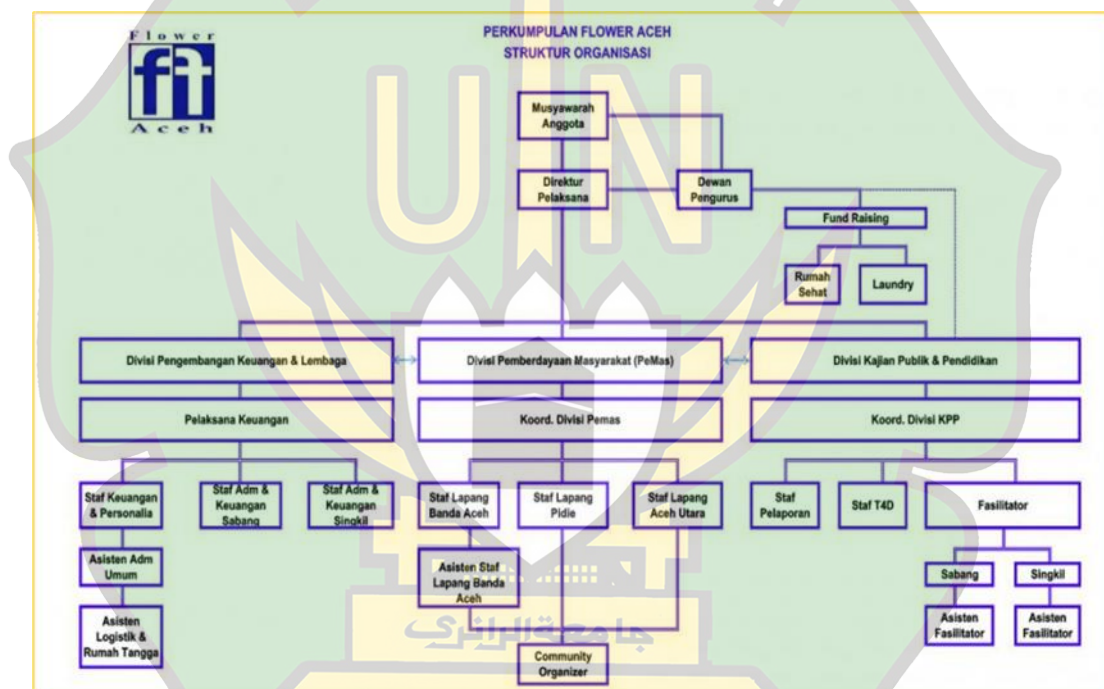 Flower
Aceh
PERKUMPULAN FLOWER ACEH
STRUKTUR ORGANISASI
UIN
Musyawarah
Anggota
Direktur
Pelaksana
Dewan
Pengurus
Fund Raising
Rumah
Sehat
Laundry
Divisi Pengembangan Keuangan & Lembaga
Divisi Pemberdayaan Masyarakat (PeMas)
Divisi Kajian Publik & Pendidikan
Pelaksana Keuangan
Koord. Divisi Pemas
Koord. Divisi KPP
Staf Keuangan
& Personalia
Staf Adm &
Keuangan
Sabang
Staf Adm &
Keuangan
Singkil
Staf Lapang
Banda Aceh
Staf Lapang
Pidie
Staf Lapang
Aceh Utara
Staf
Pelaporan
Staf T4D
Fasilitator
Asisten Adm
Umum
Asisten Staf
Lapang Banda
Aceh
Sabang
Singkil
Asisten
Logistik &
Rumah Tangga
Asisten
Fasilitator
Asisten
Fasilitator
جامعة الرانري
Community
Organizer